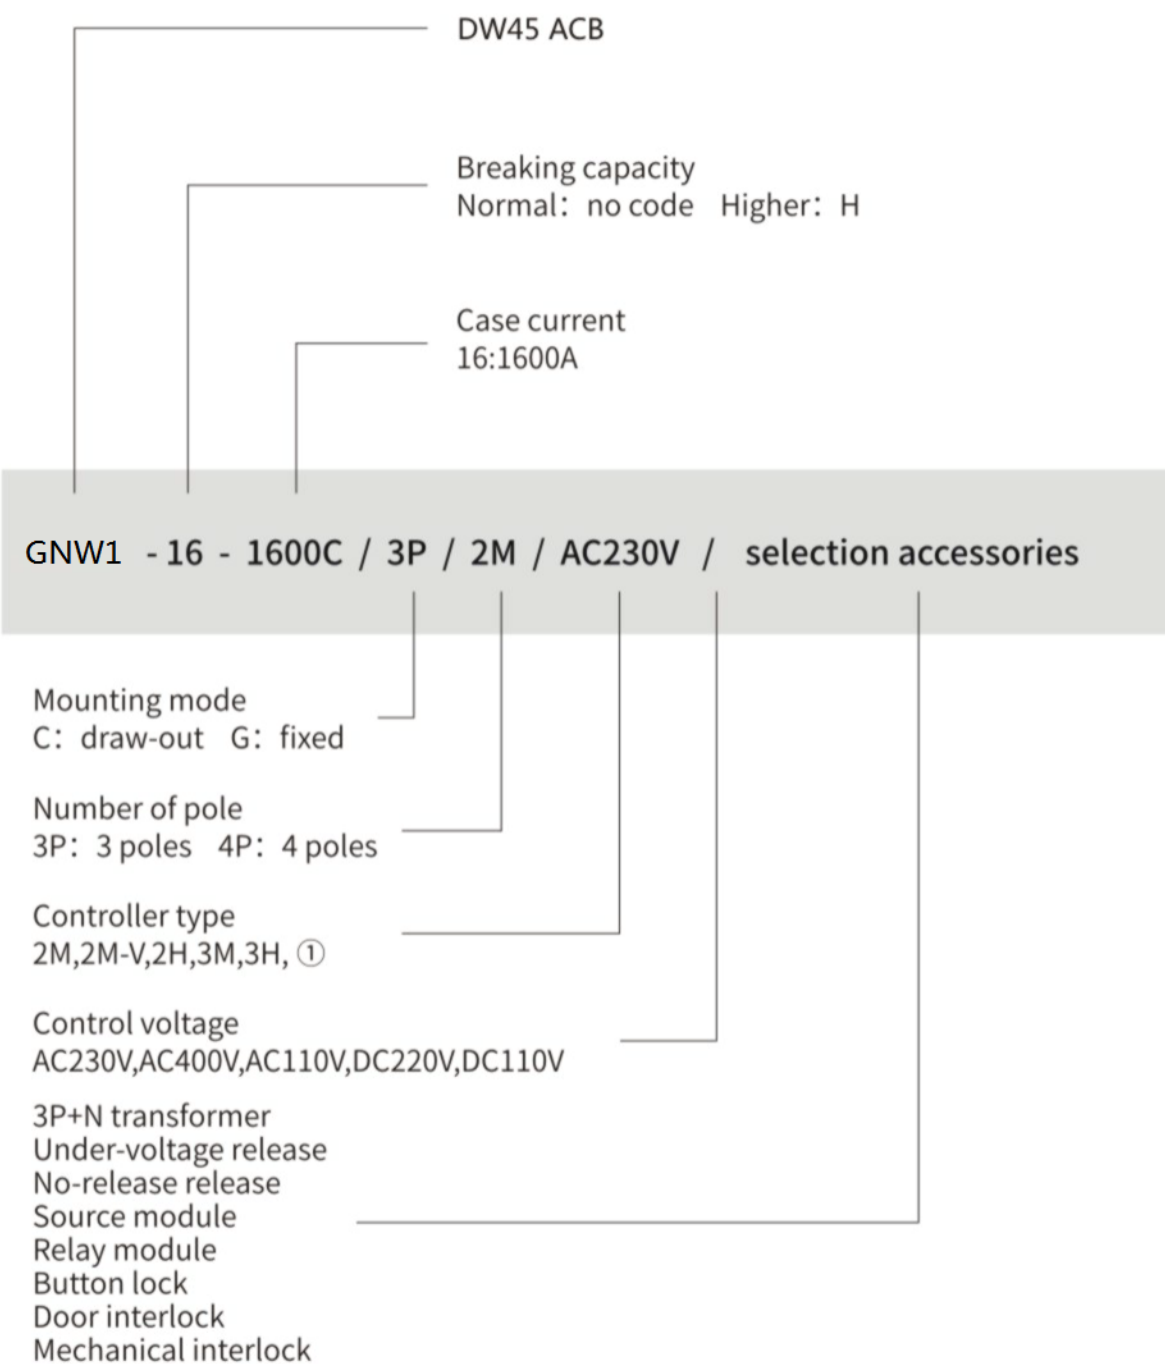 DW45 ACB
Breaking capacity
Normal：no code Higher：H
Case current
16:1600A
GNW1 - 16 - 1600C / 3P / 2M / AC230V / selection accessories
Mounting mode
C：draw-out G：fixed
Number of pole
3P：3 poles 4P：4 poles
Controller type
2M,2M-V,2H,3M,3H, ①
Control voltage
AC230V,AC400V,AC110V,DC220V,DC110V
3P+N transformer
Under-voltage release
No-release release
Source module
Relay module
Button lock
Door interlock
Mechanical interlock